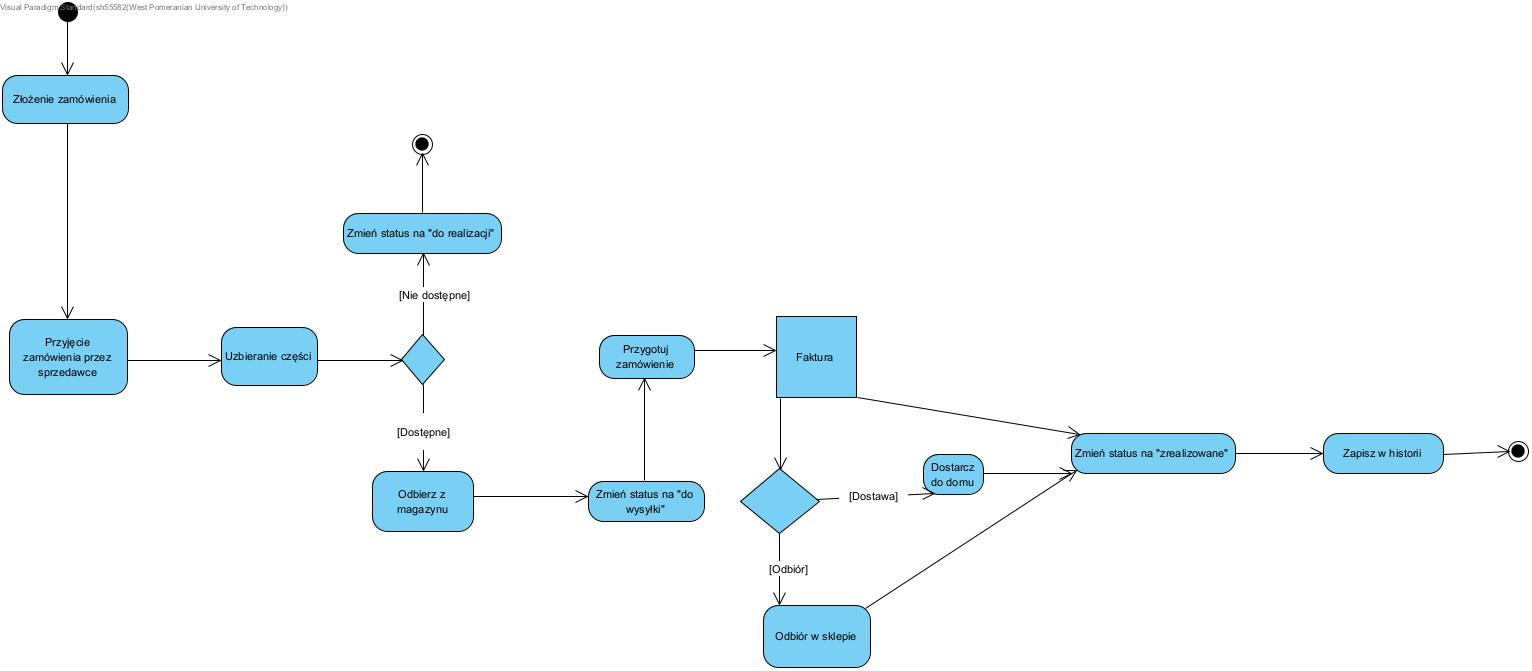 Visual Paradigm Standard(sh55582(West Pomeranian University of Technology))
Złożenie zamówienia
Zmień status na "do realizacji"
[Nie dostępne]
Przyjęcie
zamówienia przez
sprzedawce
Uzbieranie części
Przygotuj
zamówienie
Faktura
[Dostępne]
Zmień status na "zrealizowane"
Zapisz w historii
Dostarcz
do domu
Odbierz z
magazynu
Zmień status na "do
wysyłki"
[Dostawa]
[Odbiór]
Odbiór w sklepie